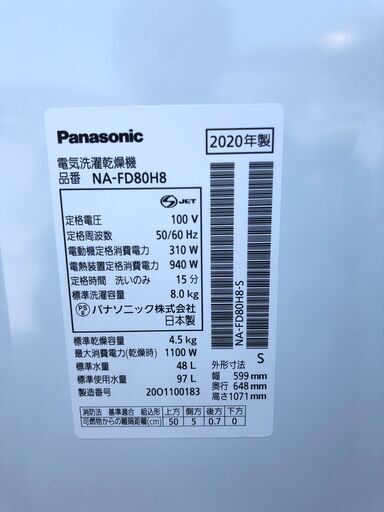 Panasonic
2020年製
電気洗濯乾燥機
品番 NA-FD80H8
S JET
定格電圧 100 V
定格周波数 50/60 Hz
電動機定格消費電力 310 W
電熱装置定格消費電力 940 W
定格時間 洗いのみ 15 分
標準洗濯容量 8.0 kg
PS E JET パナソニック株式会社
日本製
標準乾燥容量 4.5 kg
最大消費電力(乾燥時) 1100 W
標準水量 48 L
標準使用水量 97 L
製造番号 20O1100183
NA-FD80H8-S
S
外形寸法
幅 599 mm
奥行 648 mm
高さ 1071 mm
消防法 基準適合 組込形 上方 側方 後方 下方
可燃物からの離隔距離(cm) 50 5 0.7 0